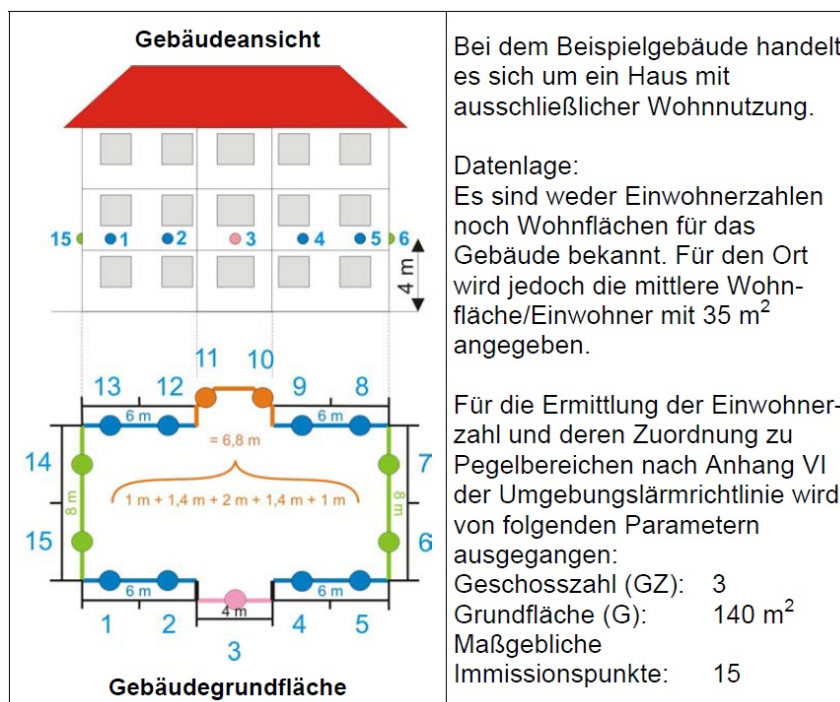 Gebäudeansicht
15 1 2 3 4 5 6
4 m
11 10
13 12 9 8
6 m 6 m
= 6,8 m
14 7
8 m 8 m
1 m + 1,4 m + 2 m + 1,4 m + 1 m
15 6
6 m 6 m
4 m
1 2 4 5
3
Gebäudegrundfläche
Bei dem Beispielgebäude handelt
es sich um ein Haus mit
ausschließlicher Wohnnutzung.
Datenlage:
Es sind weder Einwohnerzahlen
noch Wohnflächen für das
Gebäude bekannt. Für den Ort
wird jedoch die mittlere Wohn-
fläche/Einwohner mit 35 m²
angegeben.
Für die Ermittlung der Einwohner-
zahl und deren Zuordnung zu
Pegelbereichen nach Anhang VI
der Umgebungslärmrichtlinie wird
von folgenden Parametern
ausgegangen:
Geschosszahl (GZ): 3
Grundfläche (G): 140 m²
Maßgebliche
Immissionspunkte: 15